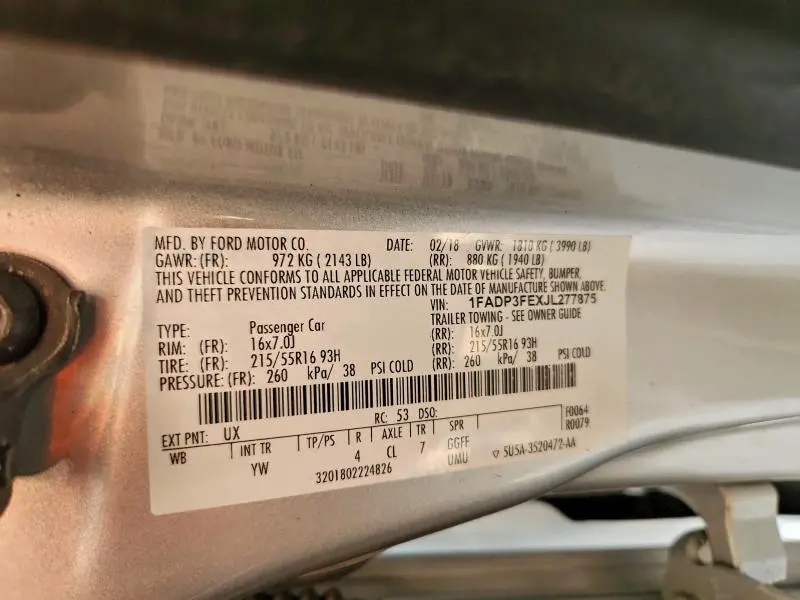 MFD. BY FORD MOTOR CO. DATE: 02/18 GVWR: 1810 KG ( 3990 LB)
GAWR: (FR): 972 KG ( 2143 LB) (RR): 880 KG ( 1940 LB)
THIS VEHICLE CONFORMS TO ALL APPLICABLE FEDERAL MOTOR VEHICLE SAFETY, BUMPER,
AND THEFT PREVENTION STANDARDS IN EFFECT ON THE DATE OF MANUFACTURE SHOWN ABOVE.
VIN: 1FADP3FEXJL277875
TYPE: Passenger Car TRAILER TOWING - SEE OWNER GUIDE
RIM: (FR): 16x7.0J (RR): 16x7.0J
TIRE: (FR): 215/55R16 93H (RR): 215/55R16 93H
PRESSURE: (FR): 260 kPa/ 38 PSI COLD (RR): 260 kPa/ 38 PSI COLD
EXT PNT: UX RC: 53 DSO: F0064
R0079
WB INT TR TP/PS R AXLE TR SPR
YW 4 CL 7 GGFE
UMU
3201802224826 5U5A-3520472-AA